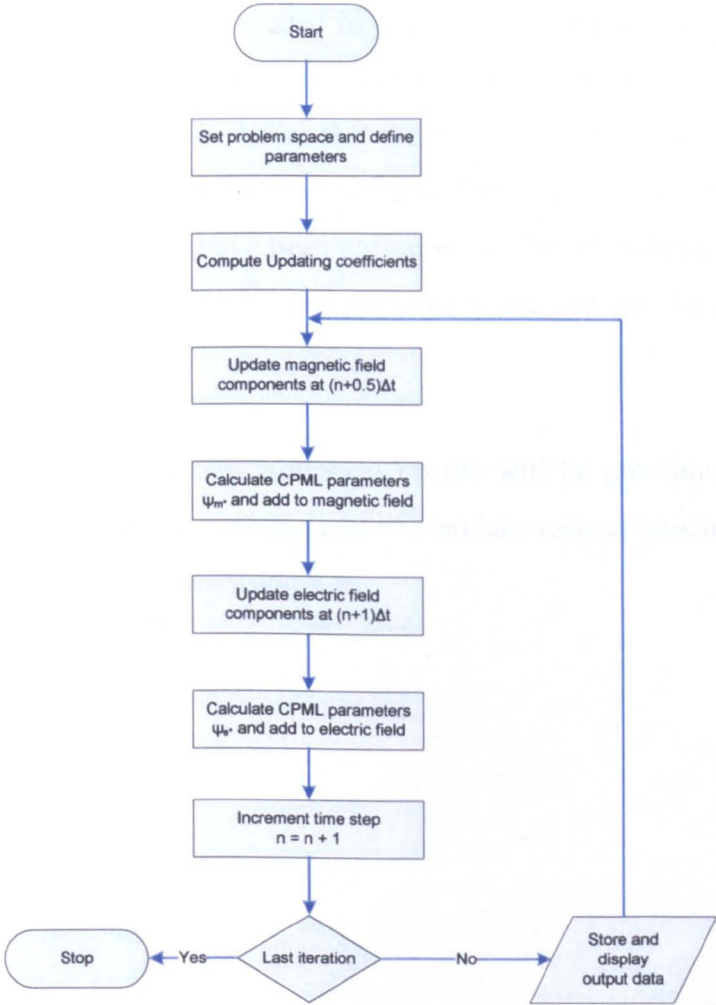 Start
Set problem space and define
parameters
Compute Updating coefficients
Update magnetic field
components at (n+0.5)Δt
Calculate CPML parameters
ψm* and add to magnetic field
Update electric field
components at (n+1)Δt
Calculate CPML parameters
ψe* and add to electric field
Increment time step
n = n + 1
Stop
Yes
Last iteration
No
Store and
display
output data